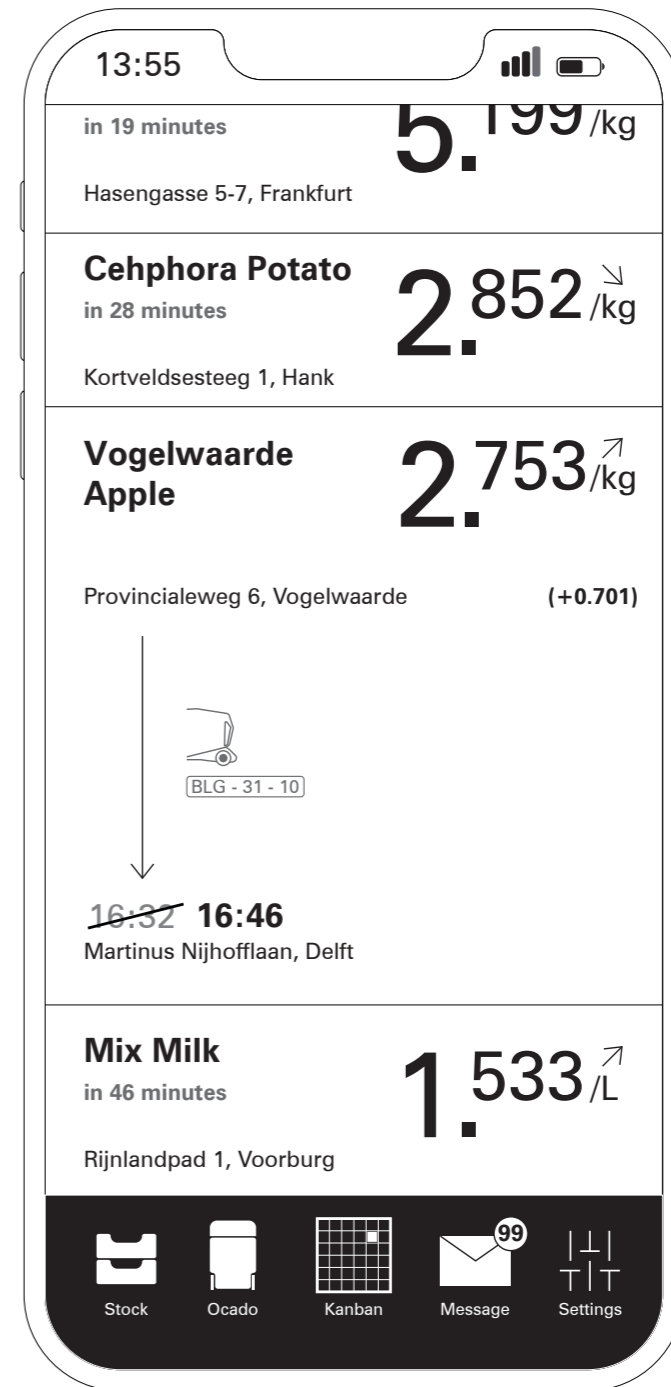 13:55
in 19 minutes
5.199/kg
Hasengasse 5-7, Frankfurt
Cehphora Potato
in 28 minutes
2.852/kg
Kortveldsesteeg 1, Hank
Vogelwaarde
Apple
2.753/kg
Provincialeweg 6, Vogelwaarde (+0.701)
BLG - 31 - 10
16:32 16:46
Martinus Nijhofflaan, Delft
Mix Milk
in 46 minutes
1.533/L
Rijnlandpad 1, Voorburg
99
Stock Ocado Kanban Message Settings